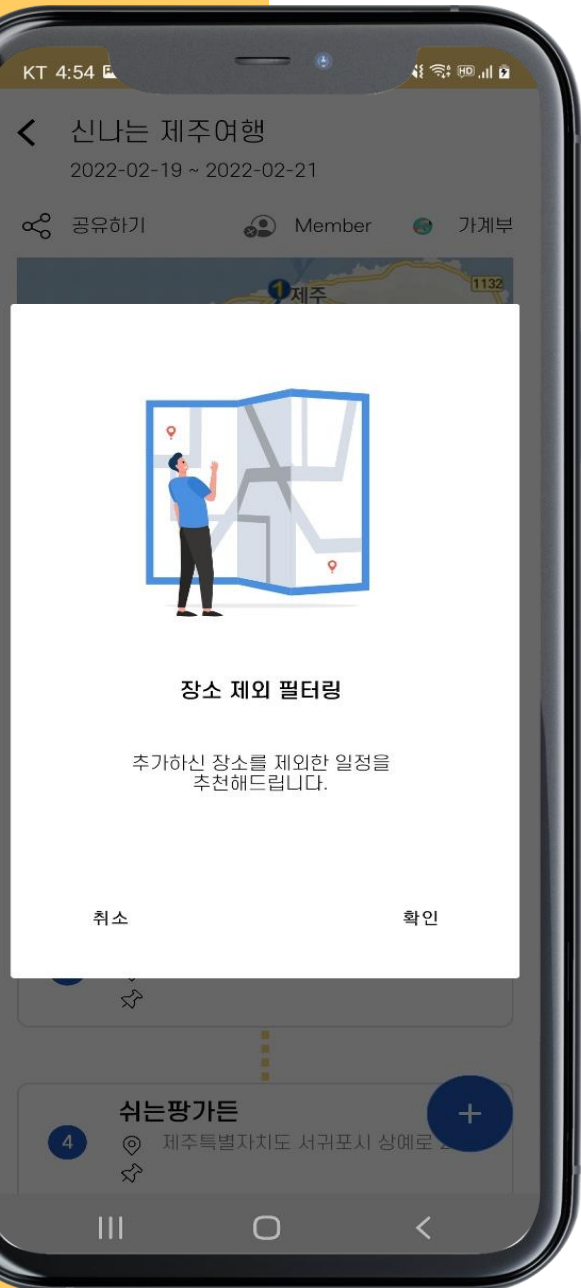 KT 4:54
신나는 제주여행
2022-02-19 ~ 2022-02-21
공유하기 Member 가계부
1 제주 1132
장소 제외 필터링
추가하신 장소를 제외한 일정을
추천해드립니다.
취소 확인
쉬는팡가든 +
4 제주특별자치도 서귀포시 상예로